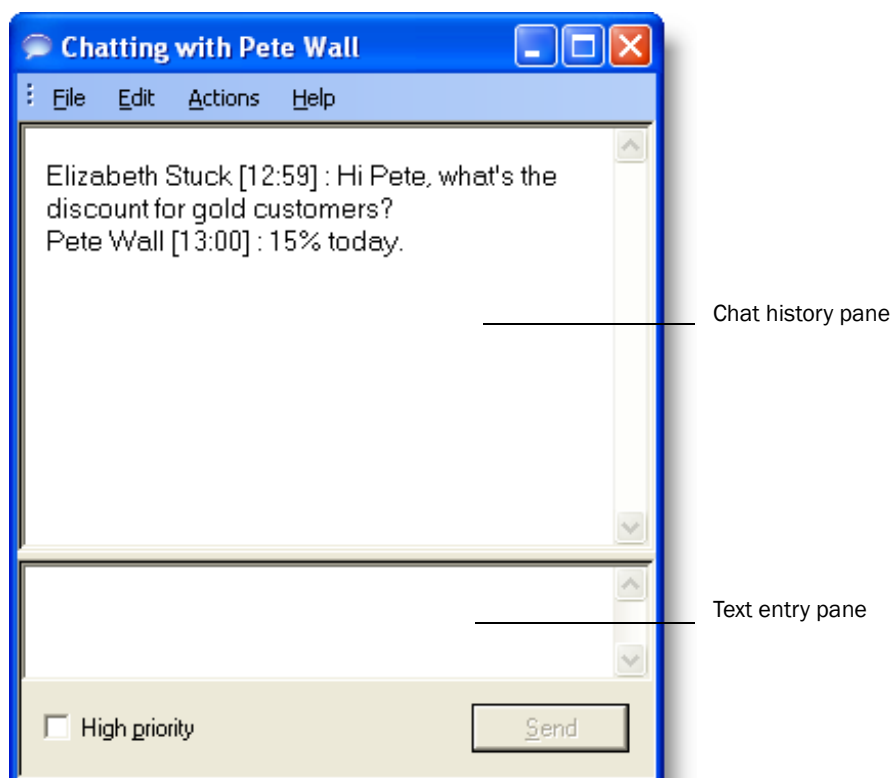 Chatting with Pete Wall
File Edit Actions Help
Elizabeth Stuck [12:59] : Hi Pete, what's the
discount for gold customers?
Pete Wall [13:00] : 15% today.
Chat history pane
Text entry pane
High priority
Send